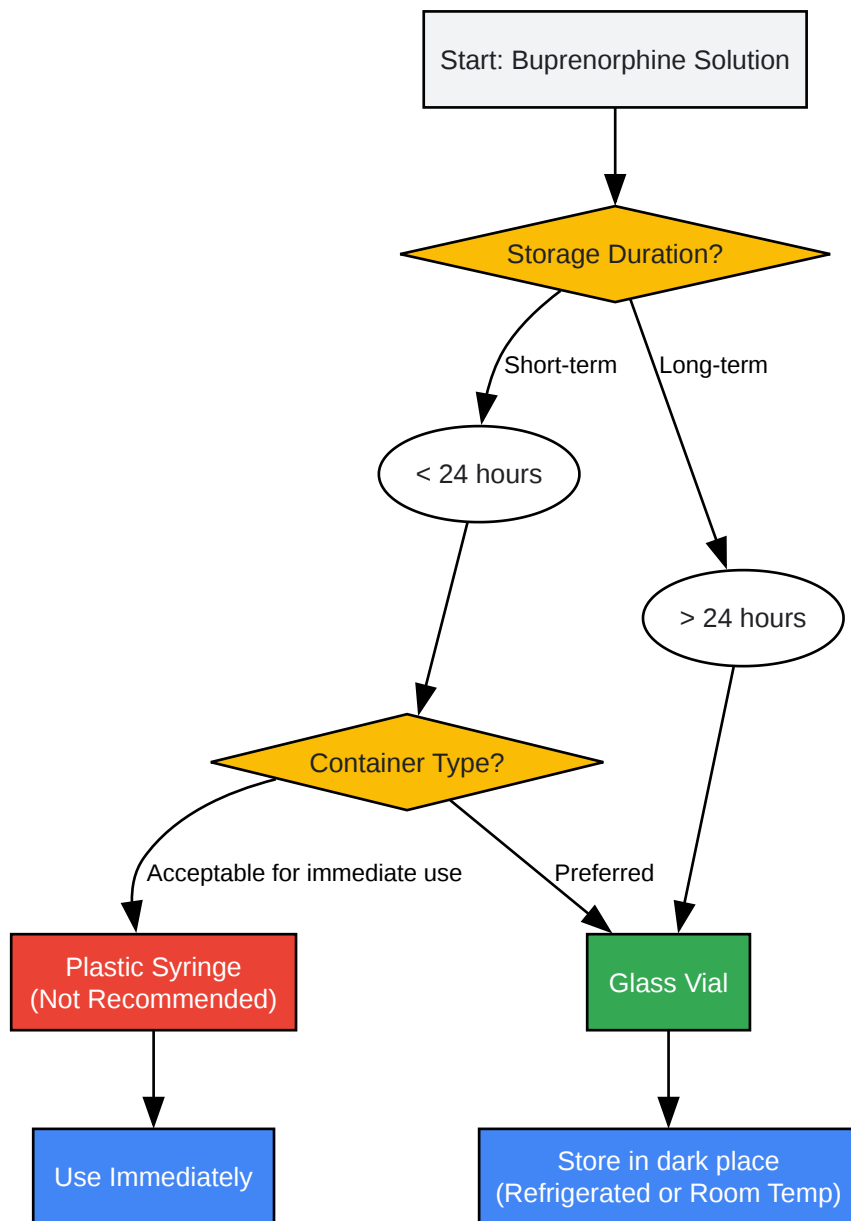 Start: Buprenorphine Solution
Storage Duration?
Short-term
Long-term
< 24 hours
> 24 hours
Container Type?
Acceptable for immediate use
Preferred
Plastic Syringe
(Not Recommended)
Glass Vial
Use Immediately
Store in dark place
(Refrigerated or Room Temp)